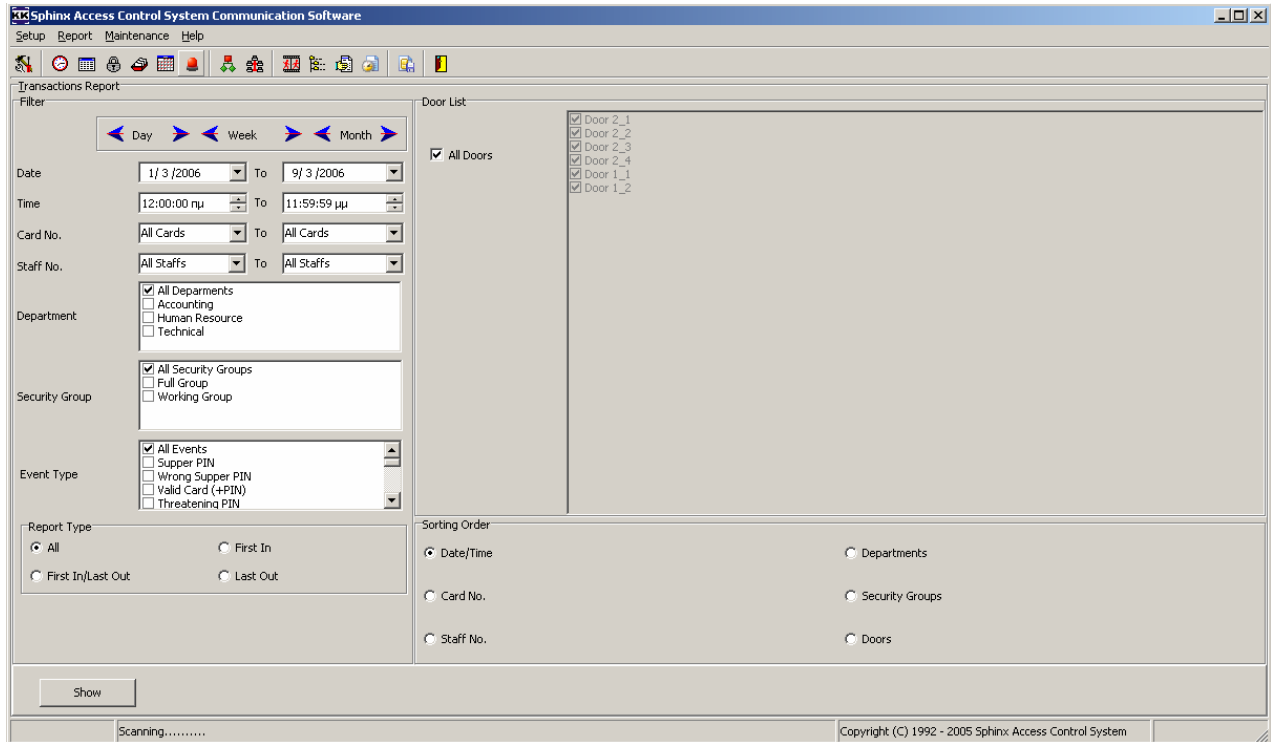 Sphinx Access Control System Communication Software
Setup Report Maintenance Help
Transactions Report
Filter
Day Week Month
Date 1/ 3 /2006 To 9/ 3 /2006
Time 12:00:00 πμ To 11:59:59 μμ
Card No. All Cards To All Cards
Staff No. All Staffs To All Staffs
Department
All Deparments
Accounting
Human Resource
Technical
Security Group
All Security Groups
Full Group
Working Group
Event Type
All Events
Supper PIN
Wrong Supper PIN
Valid Card (+PIN)
Threatening PIN
Report Type
All First In
First In/Last Out Last Out
Door List
All Doors
Door 2_1
Door 2_2
Door 2_3
Door 2_4
Door 1_1
Door 1_2
Sorting Order
Date/Time Departments
Card No. Security Groups
Staff No. Doors
Show
Scanning..........
Copyright (C) 1992 - 2005 Sphinx Access Control System